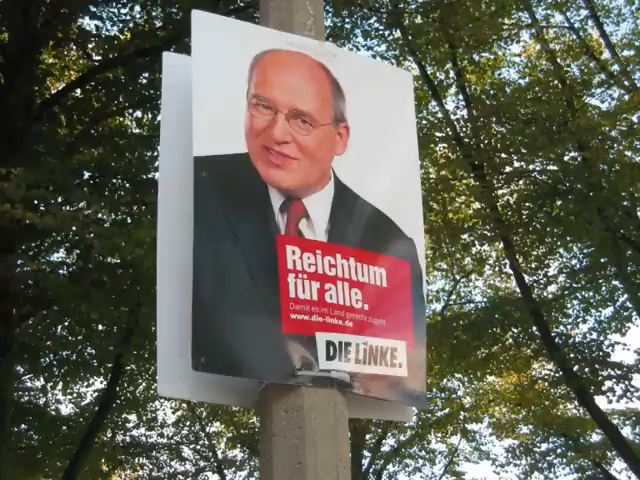 Reichtum
für alle.
Damit es im Land gerecht zugeht.
www.die-linke.de
DIE LINKE.